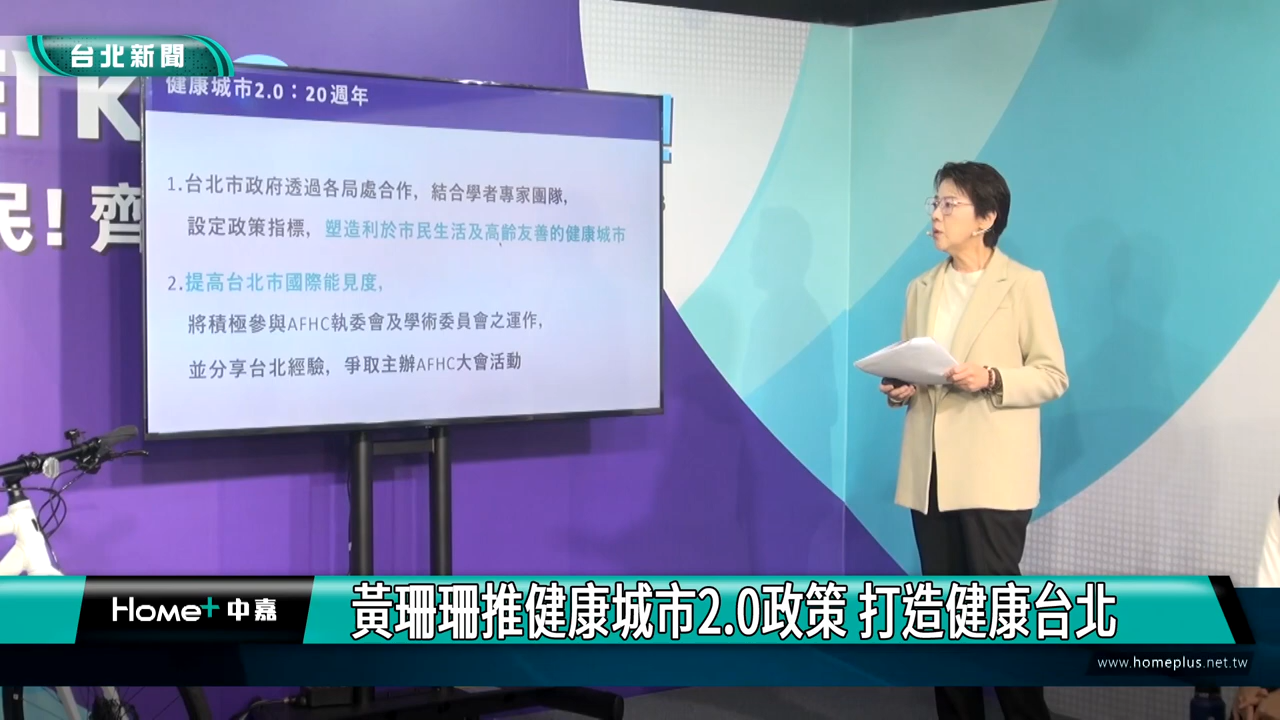 台北新聞
EI K
民! 齊
健康城市2.0：20週年
1.台北市政府透過各局處合作，結合學者專家團隊，
設定政策指標，塑造利於市民生活及高齡友善的健康城市
2.提高台北市國際能見度，
將積極參與AFHC執委會及學術委員會之運作，
並分享台北經驗，爭取主辦AFHC大會活動
Home+中嘉
黃珊珊推健康城市2.0政策 打造健康台北
www.homeplus.net.tw